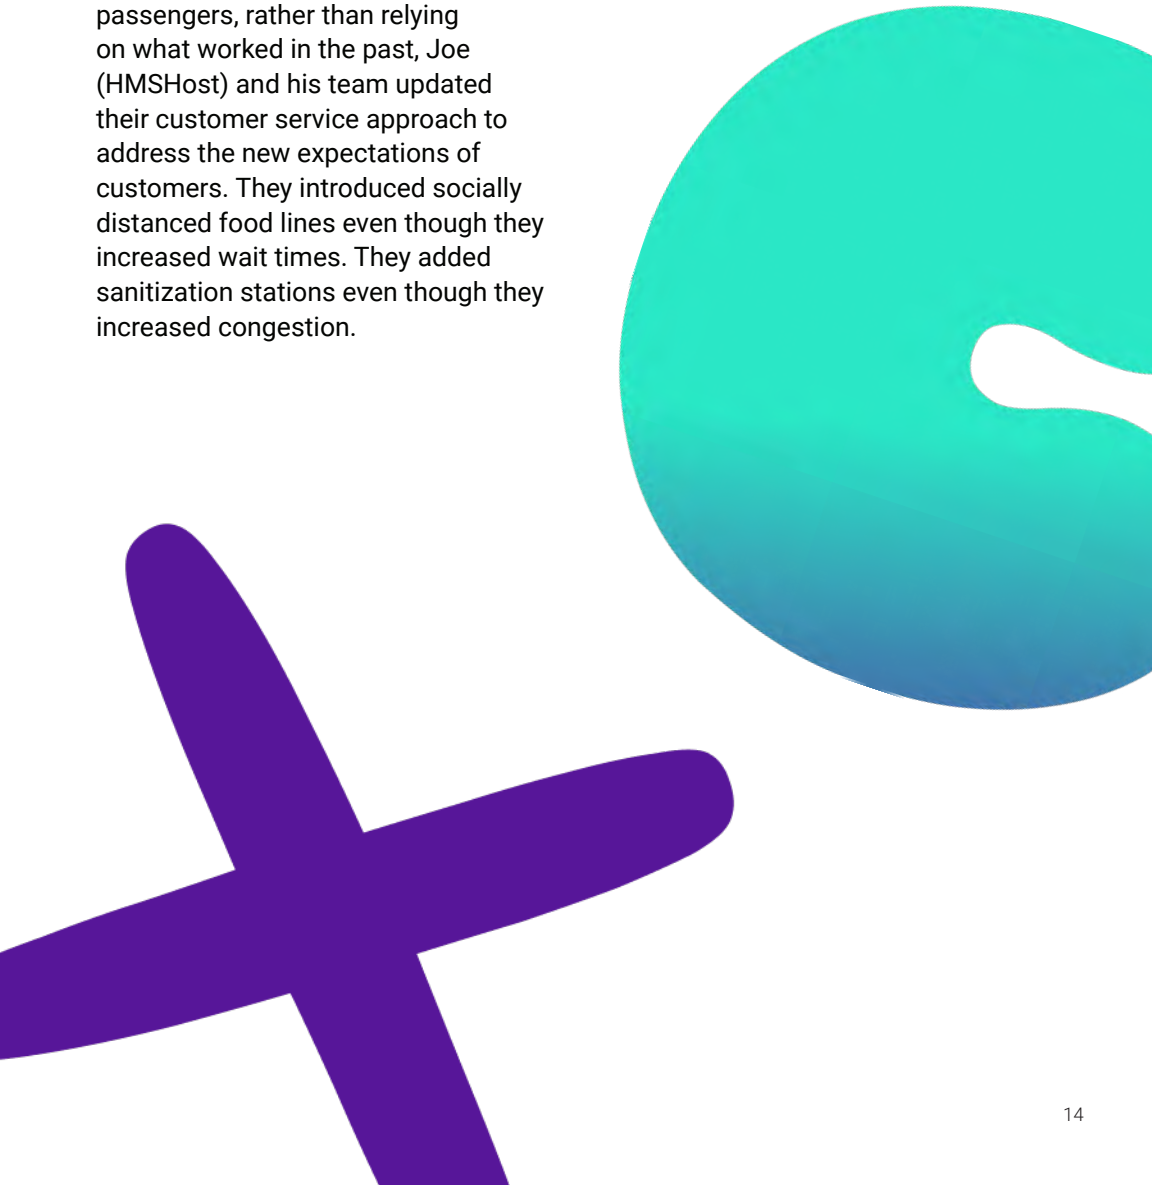 passengers, rather than relying
on what worked in the past, Joe
(HMSHost) and his team updated
their customer service approach to
address the new expectations of
customers. They introduced socially
distanced food lines even though they
increased wait times. They added
sanitization stations even though they
increased congestion.
14